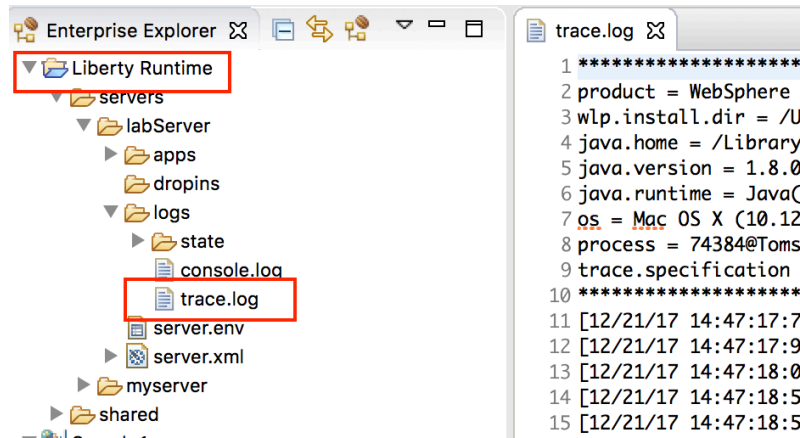 Enterprise Explorer
Liberty Runtime
servers
labServer
apps
dropins
logs
state
console.log
trace.log
server.env
server.xml
myserver
shared
trace.log
1 **********************
2 product = WebSphere
3 wlp.install.dir = /U
4 java.home = /Library
5 java.version = 1.8.0
6 java.runtime = Java(
7 os = Mac OS X (10.12
8 process = 74384@Toms
9 trace.specification
10 **********************
11 [12/21/17 14:47:17:7
12 [12/21/17 14:47:17:9
13 [12/21/17 14:47:18:0
14 [12/21/17 14:47:18:5
15 [12/21/17 14:47:18:5